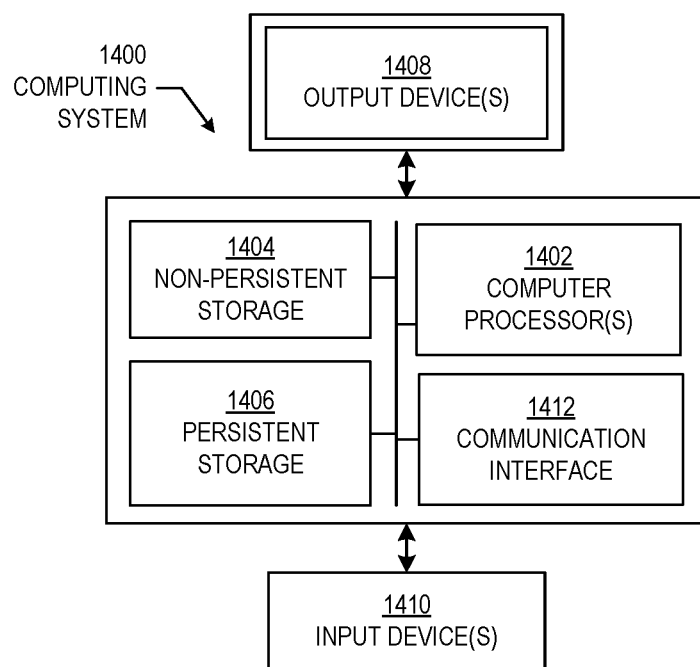 1400
COMPUTING
SYSTEM
1408
OUTPUT DEVICE(S)
1404
NON-PERSISTENT
STORAGE
1402
COMPUTER
PROCESSOR(S)
1406
PERSISTENT
STORAGE
1412
COMMUNICATION
INTERFACE
1410
INPUT DEVICE(S)